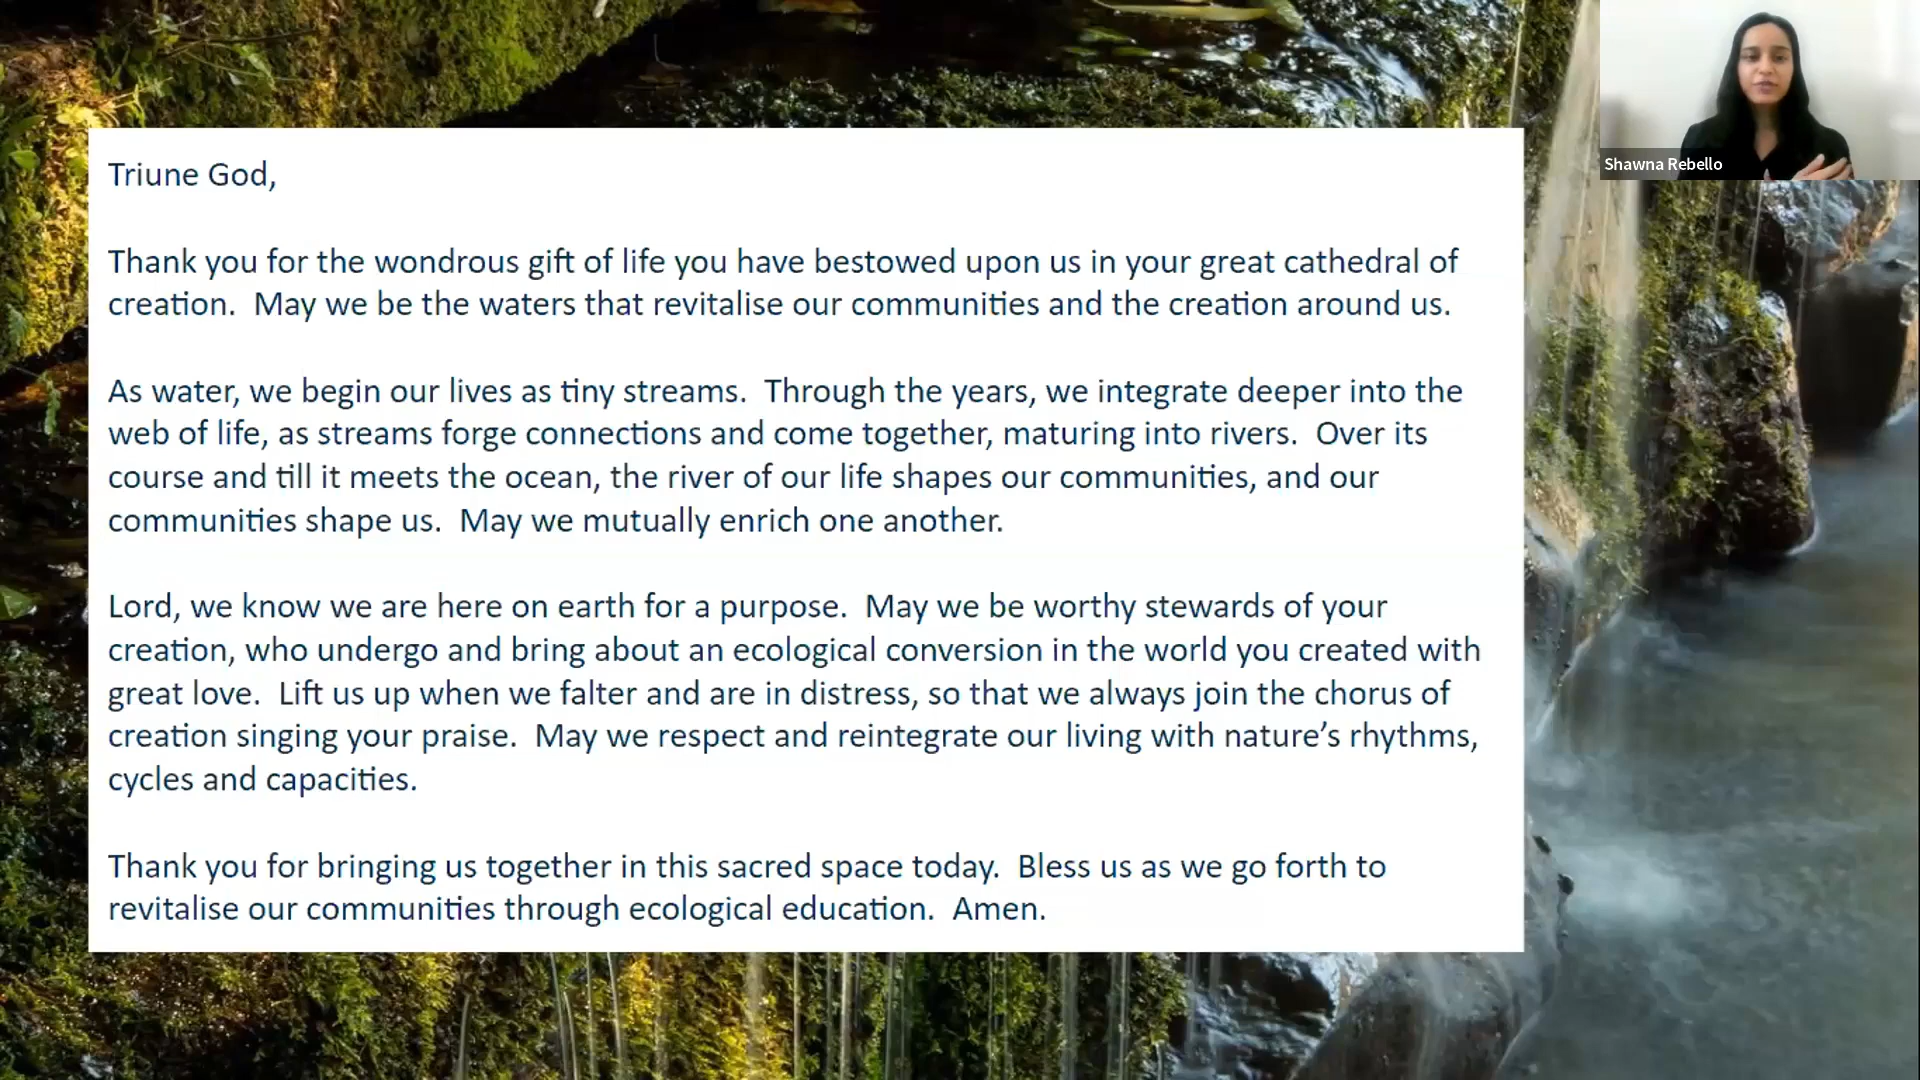 Triune God,
Thank you for the wondrous gift of life you have bestowed upon us in your great cathedral of
creation.  May we be the waters that revitalise our communities and the creation around us.
As water, we begin our lives as tiny streams.  Through the years, we integrate deeper into the
web of life, as streams forge connections and come together, maturing into rivers.  Over its
course and till it meets the ocean, the river of our life shapes our communities, and our
communities shape us.  May we mutually enrich one another.
Lord, we know we are here on earth for a purpose.  May we be worthy stewards of your
creation, who undergo and bring about an ecological conversion in the world you created with
great love.  Lift us up when we falter and are in distress, so that we always join the chorus of
creation singing your praise.  May we respect and reintegrate our living with nature’s rhythms,
cycles and capacities.
Thank you for bringing us together in this sacred space today.  Bless us as we go forth to
revitalise our communities through ecological education.  Amen.
Shawna Rebello